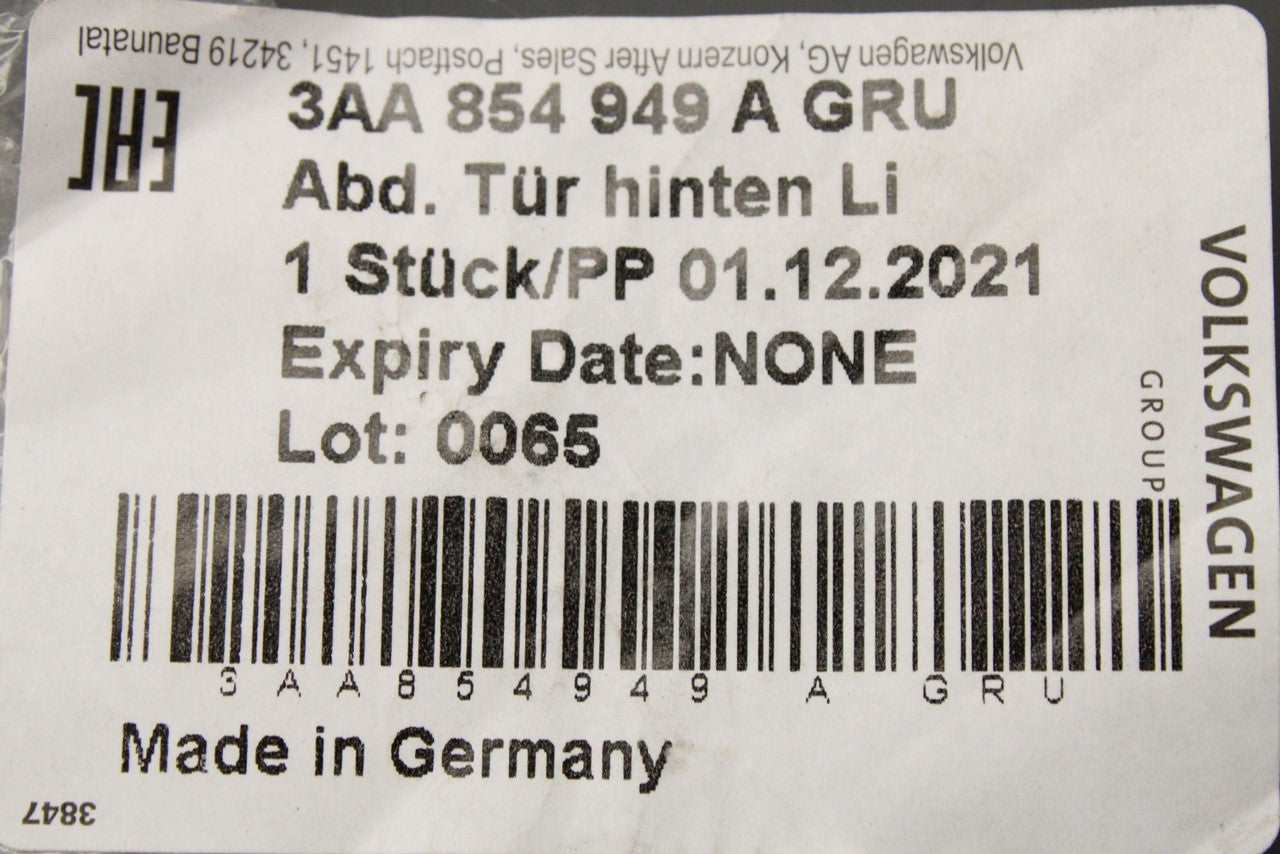 Volkswagen AG, Konzern After Sales, Postfach 1451, 34219 Baunatal
EAC
3AA 854 949 A GRU
Abd. Tür hinten Li
1 Stück/PP 01.12.2021
Expiry Date:NONE
Lot: 0065
VOLKSWAGEN
GROUP
3AA854949 A GRU
Made in Germany
3847